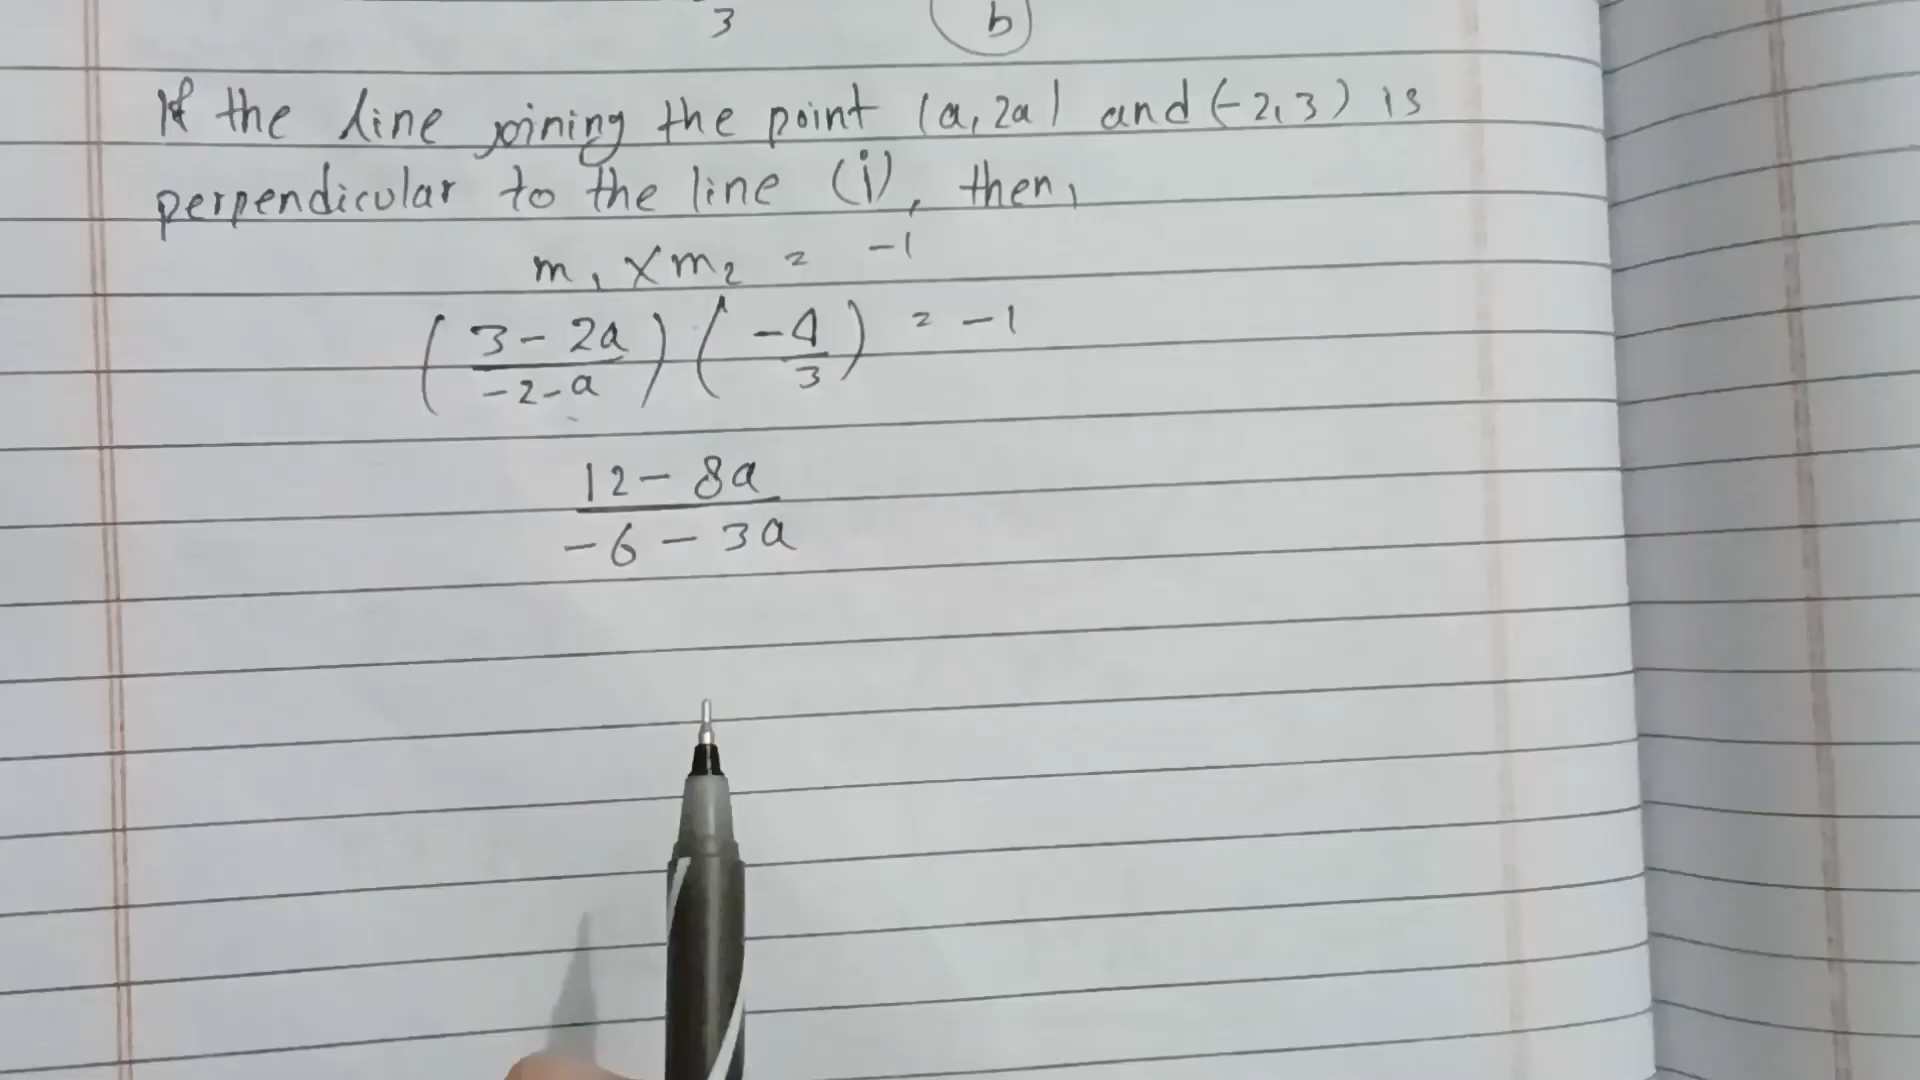 3 b
If the line joining the point (a, 2a) and (-2, 3) is
perpendicular to the line (i), then,
m₁ × m₂ = -1
(3 - 2a / -2 - a) (-4 / 3) = -1
12 - 8a
-6 - 3a